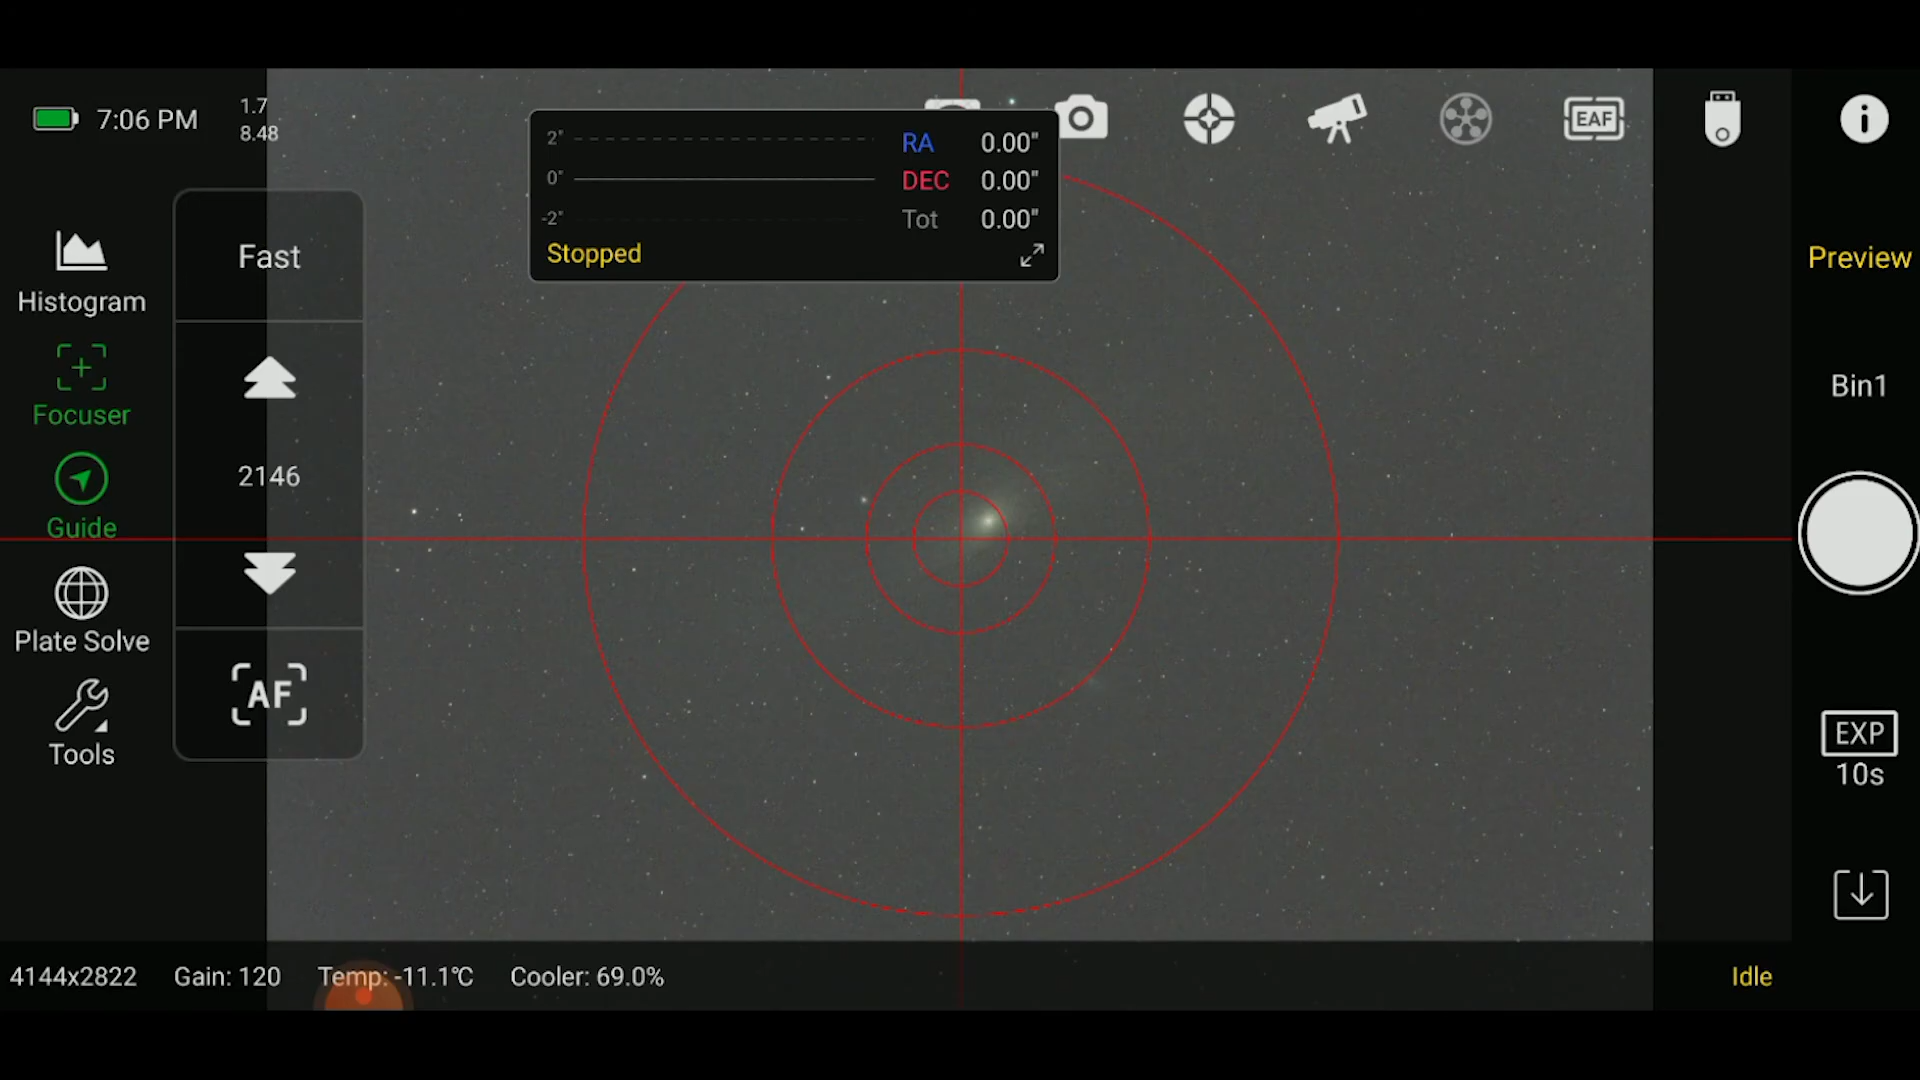 7:06 PM
1.7
8.48
2"
0"
-2"
RA 0.00"
DEC 0.00"
Tot 0.00"
Stopped
EAF
Histogram
Focuser
Guide
Plate Solve
Tools
Fast
2146
AF
Preview
Bin1
EXP
10s
4144x2822 Gain: 120 Temp: -11.1℃ Cooler: 69.0%
Idle